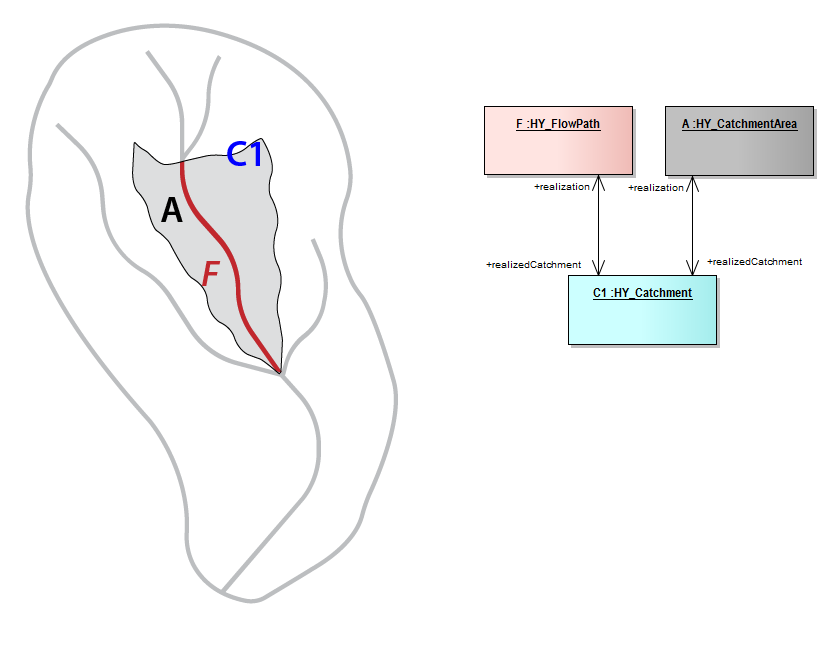 C1
A
F
F :HY_FlowPath
A :HY_CatchmentArea
+realization
+realization
+realizedCatchment
+realizedCatchment
C1 :HY_Catchment